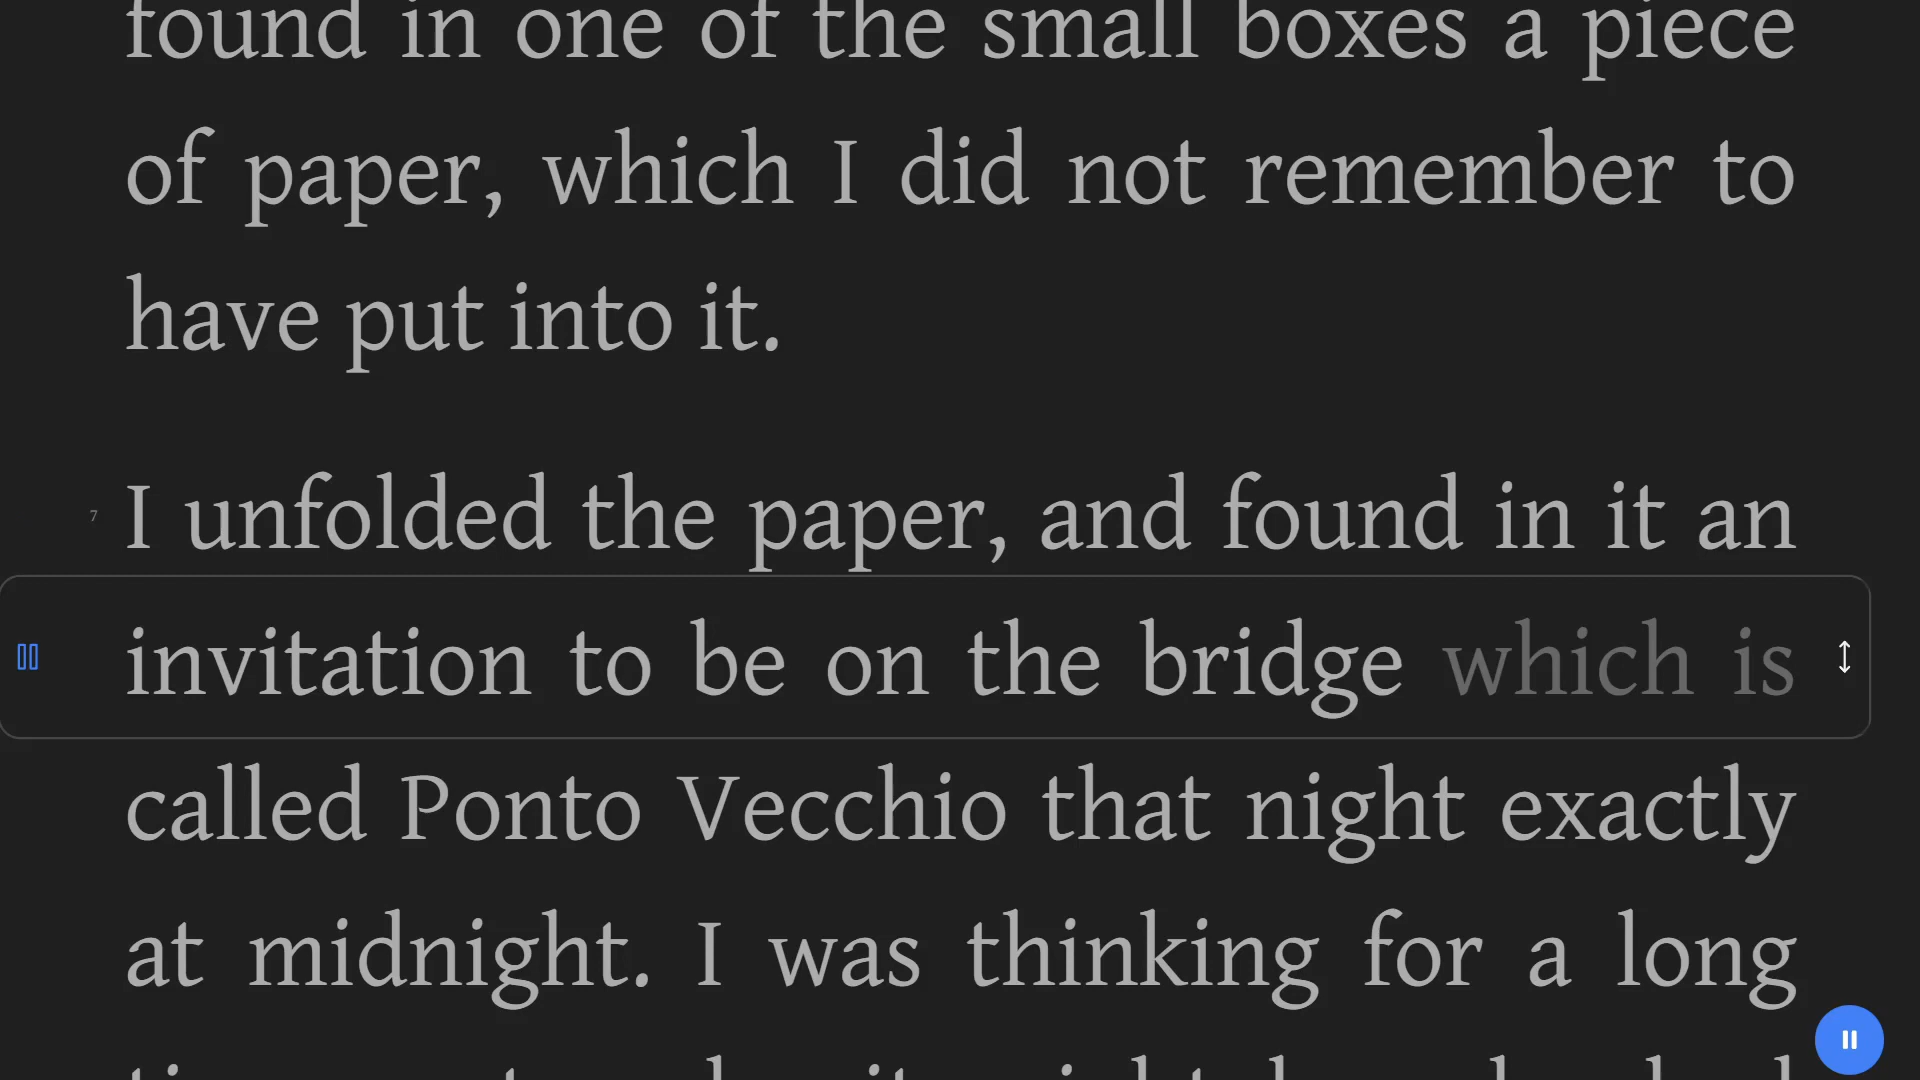 found in one of the small boxes a piece
of paper, which I did not remember to
have put into it.
7
I unfolded the paper, and found in it an
invitation to be on the bridge which is
called Ponto Vecchio that night exactly
at midnight. I was thinking for a long